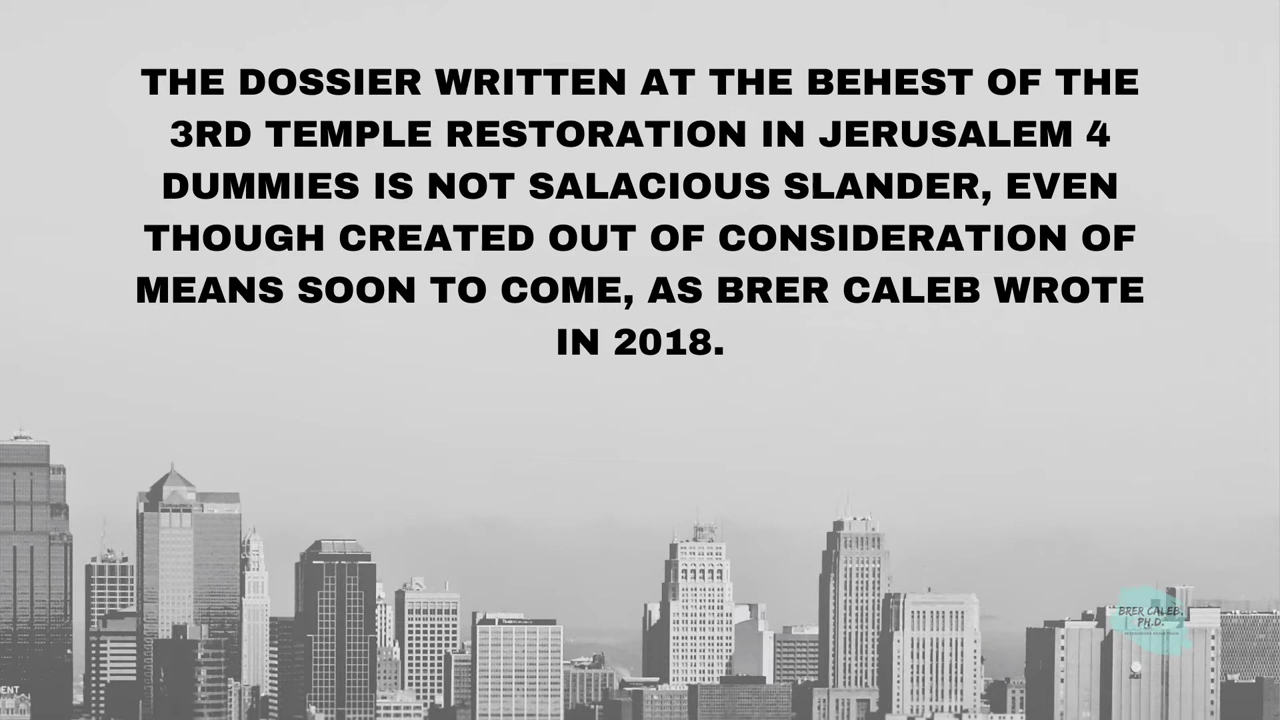 THE DOSSIER WRITTEN AT THE BEHEST OF THE
3RD TEMPLE RESTORATION IN JERUSALEM 4
DUMMIES IS NOT SALACIOUS SLANDER, EVEN
THOUGH CREATED OUT OF CONSIDERATION OF
MEANS SOON TO COME, AS BRER CALEB WROTE
IN 2018.
BRER CALEB,
PH.D.
ENT